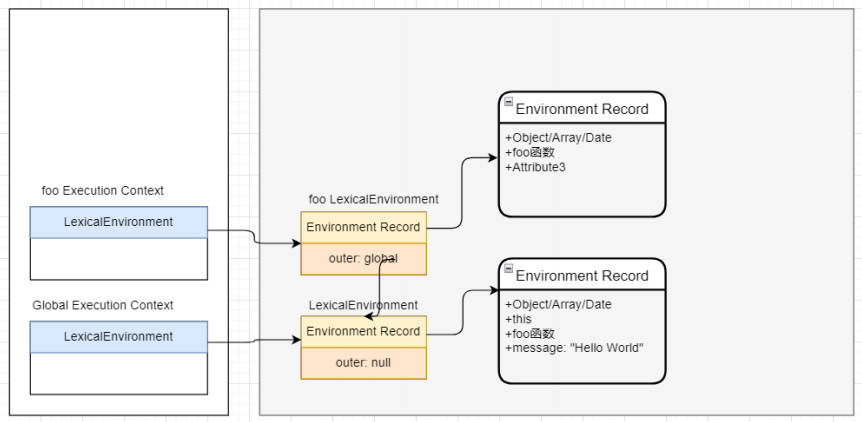 Environment Record
+Object/Array/Date
+foo函数
+Attribute3
foo Execution Context
LexicalEnvironment
foo LexicalEnvironment
Environment Record
outer: global
Global Execution Context
LexicalEnvironment
LexicalEnvironment
Environment Record
outer: null
Environment Record
+Object/Array/Date
+this
+foo函数
+message: "Hello World"